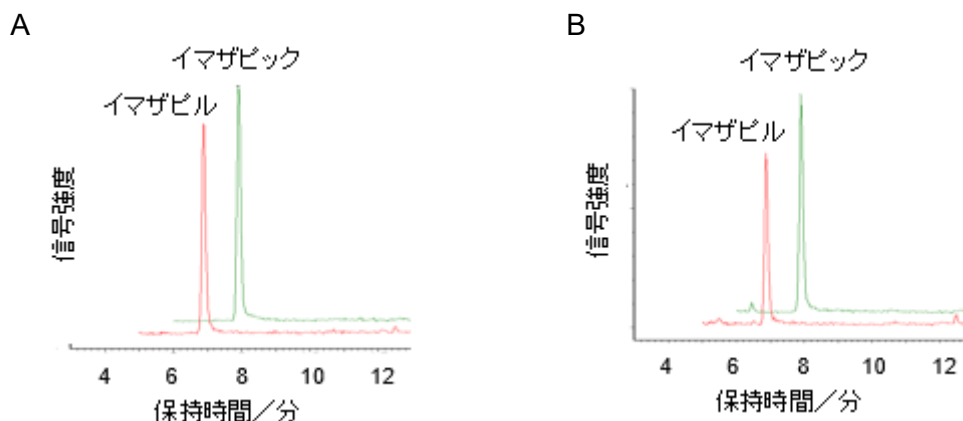 A
イマザピック
イマザピル
信号強度
4 6 8 10 12
保持時間／分
B
イマザピック
イマザピル
信号強度
4 6 8 10 12
保持時間／分